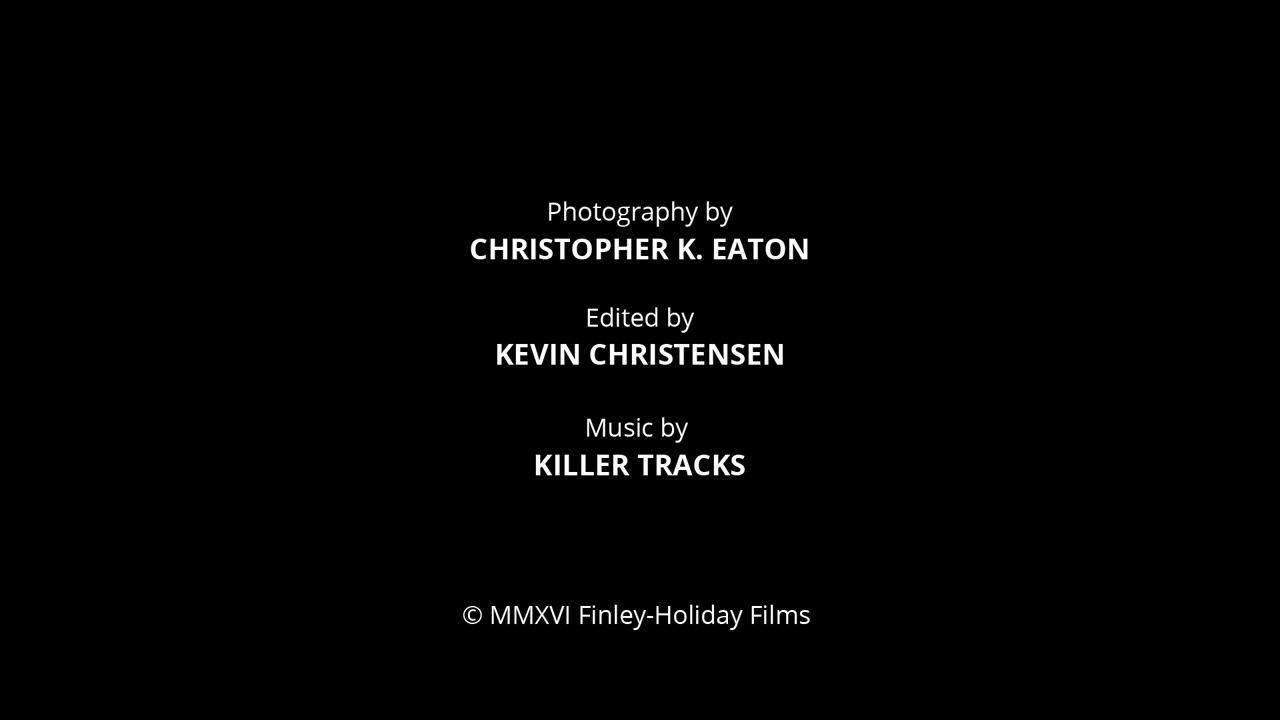 Photography by
CHRISTOPHER K. EATON
Edited by
KEVIN CHRISTENSEN
Music by
KILLER TRACKS
© MMXVI Finley-Holiday Films